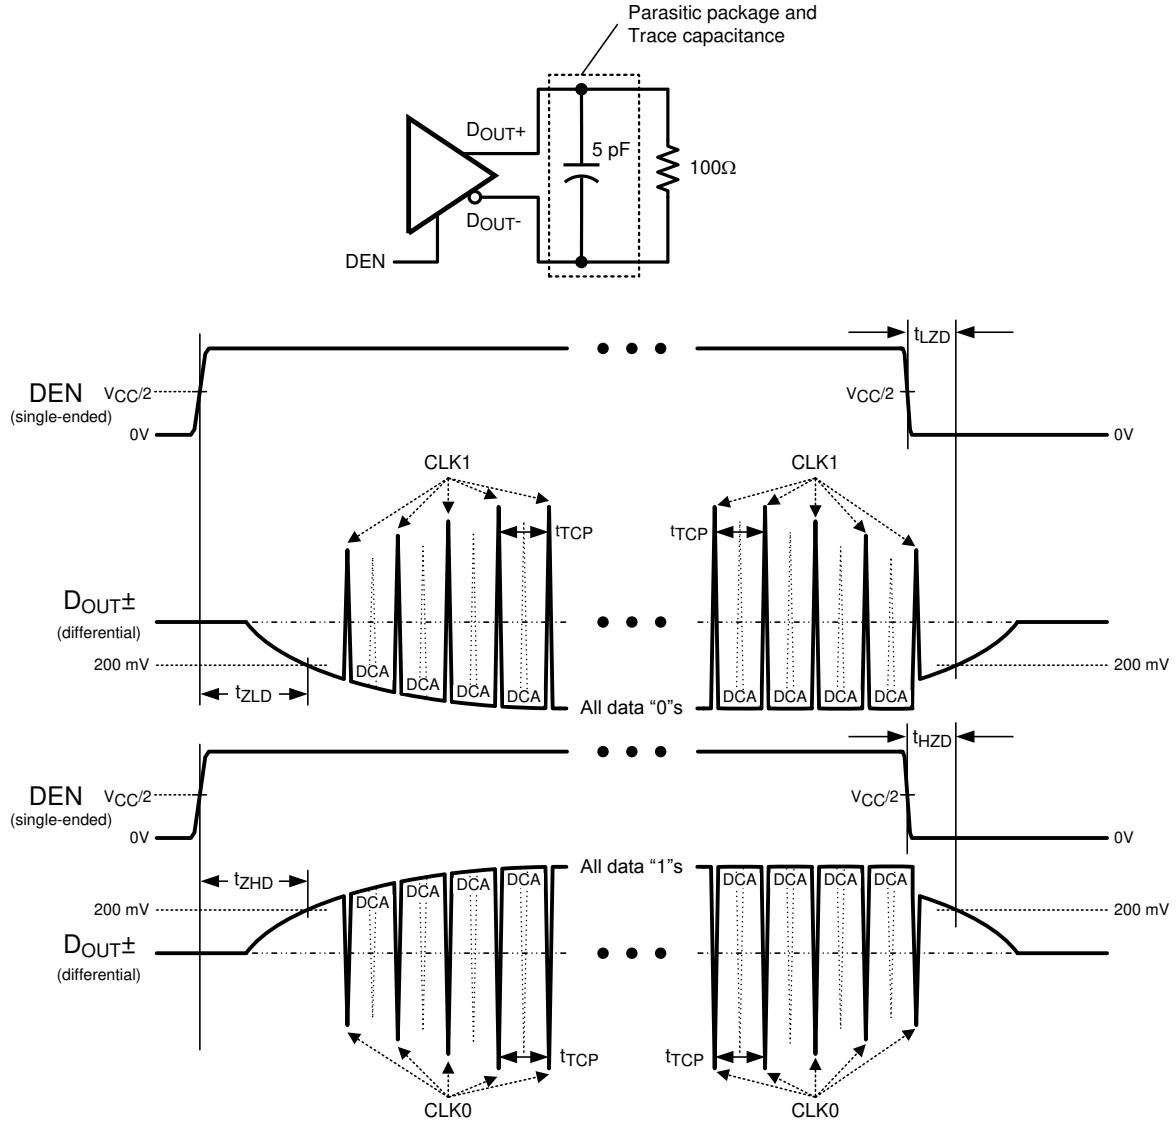 Parasitic package and
Trace capacitance
DOUT+
5 pF
100Ω
DOUT-
DEN
tLZD
DEN
(single-ended)
VCC/2
VCC/2
0V
0V
CLK1
CLK1
tTCP
tTCP
DOUT±
(differential)
200 mV
200 mV
DCA
DCA
DCA
DCA
DCA
DCA
DCA
DCA
tZLD
All data “0”s
tHZD
DEN
(single-ended)
VCC/2
VCC/2
0V
0V
All data “1”s
tZHD
DCA
DCA
DCA
DCA
DCA
DCA
DCA
DCA
200 mV
200 mV
DOUT±
(differential)
tTCP
tTCP
CLK0
CLK0